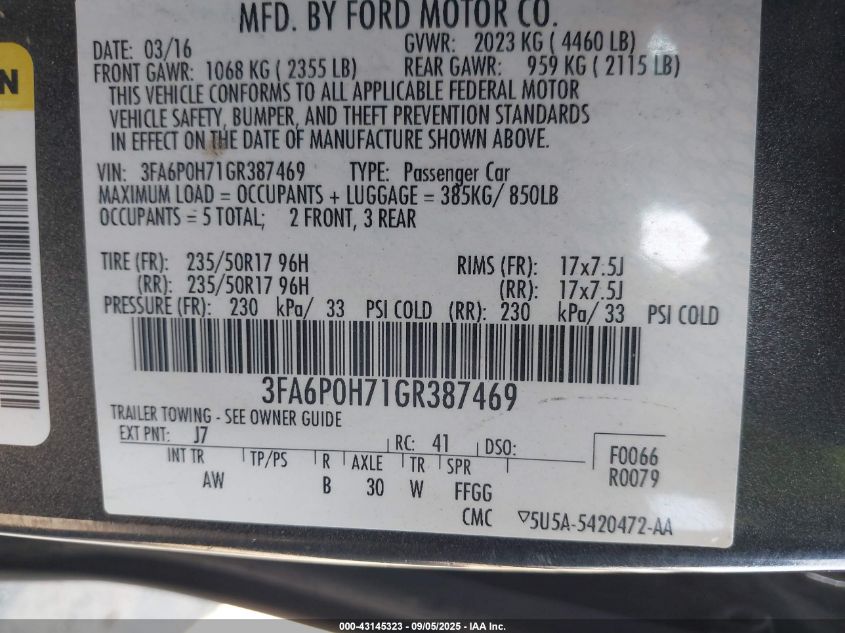 MFD. BY FORD MOTOR CO.
DATE: 03/16 GVWR: 2023 KG ( 4460 LB)
FRONT GAWR: 1068 KG ( 2355 LB) REAR GAWR: 959 KG ( 2115 LB)
THIS VEHICLE CONFORMS TO ALL APPLICABLE FEDERAL MOTOR
VEHICLE SAFETY, BUMPER, AND THEFT PREVENTION STANDARDS
IN EFFECT ON THE DATE OF MANUFACTURE SHOWN ABOVE.
VIN: 3FA6P0H71GR387469 TYPE: Passenger Car
MAXIMUM LOAD = OCCUPANTS + LUGGAGE = 385KG/ 850LB
OCCUPANTS = 5 TOTAL; 2 FRONT, 3 REAR
TIRE (FR): 235/50R17 96H RIMS (FR): 17x7.5J
(RR): 235/50R17 96H (RR): 17x7.5J
PRESSURE (FR): 230 kPa/ 33 PSI COLD (RR): 230 kPa/ 33 PSI COLD
3FA6P0H71GR387469
TRAILER TOWING - SEE OWNER GUIDE
EXT PNT: J7 RC: 41 DSO:
INT TR TP/PS R AXLE TR SPR
AW B 30 W FFGG
F0066
R0079
CMC ▽5U5A-5420472-AA
000-43145323 - 09/05/2025 - IAA Inc.